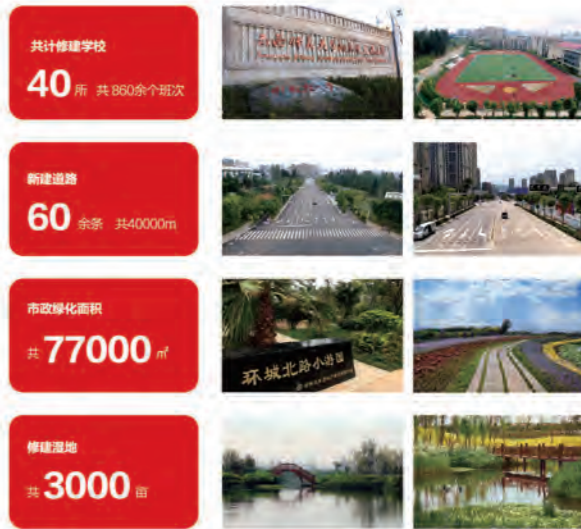 共计修建学校
40所 共860余个班次
新建道路
60余条 共40000m
市政绿化面积
共77000㎡
环城北路小游园
修建湿地
共3000亩